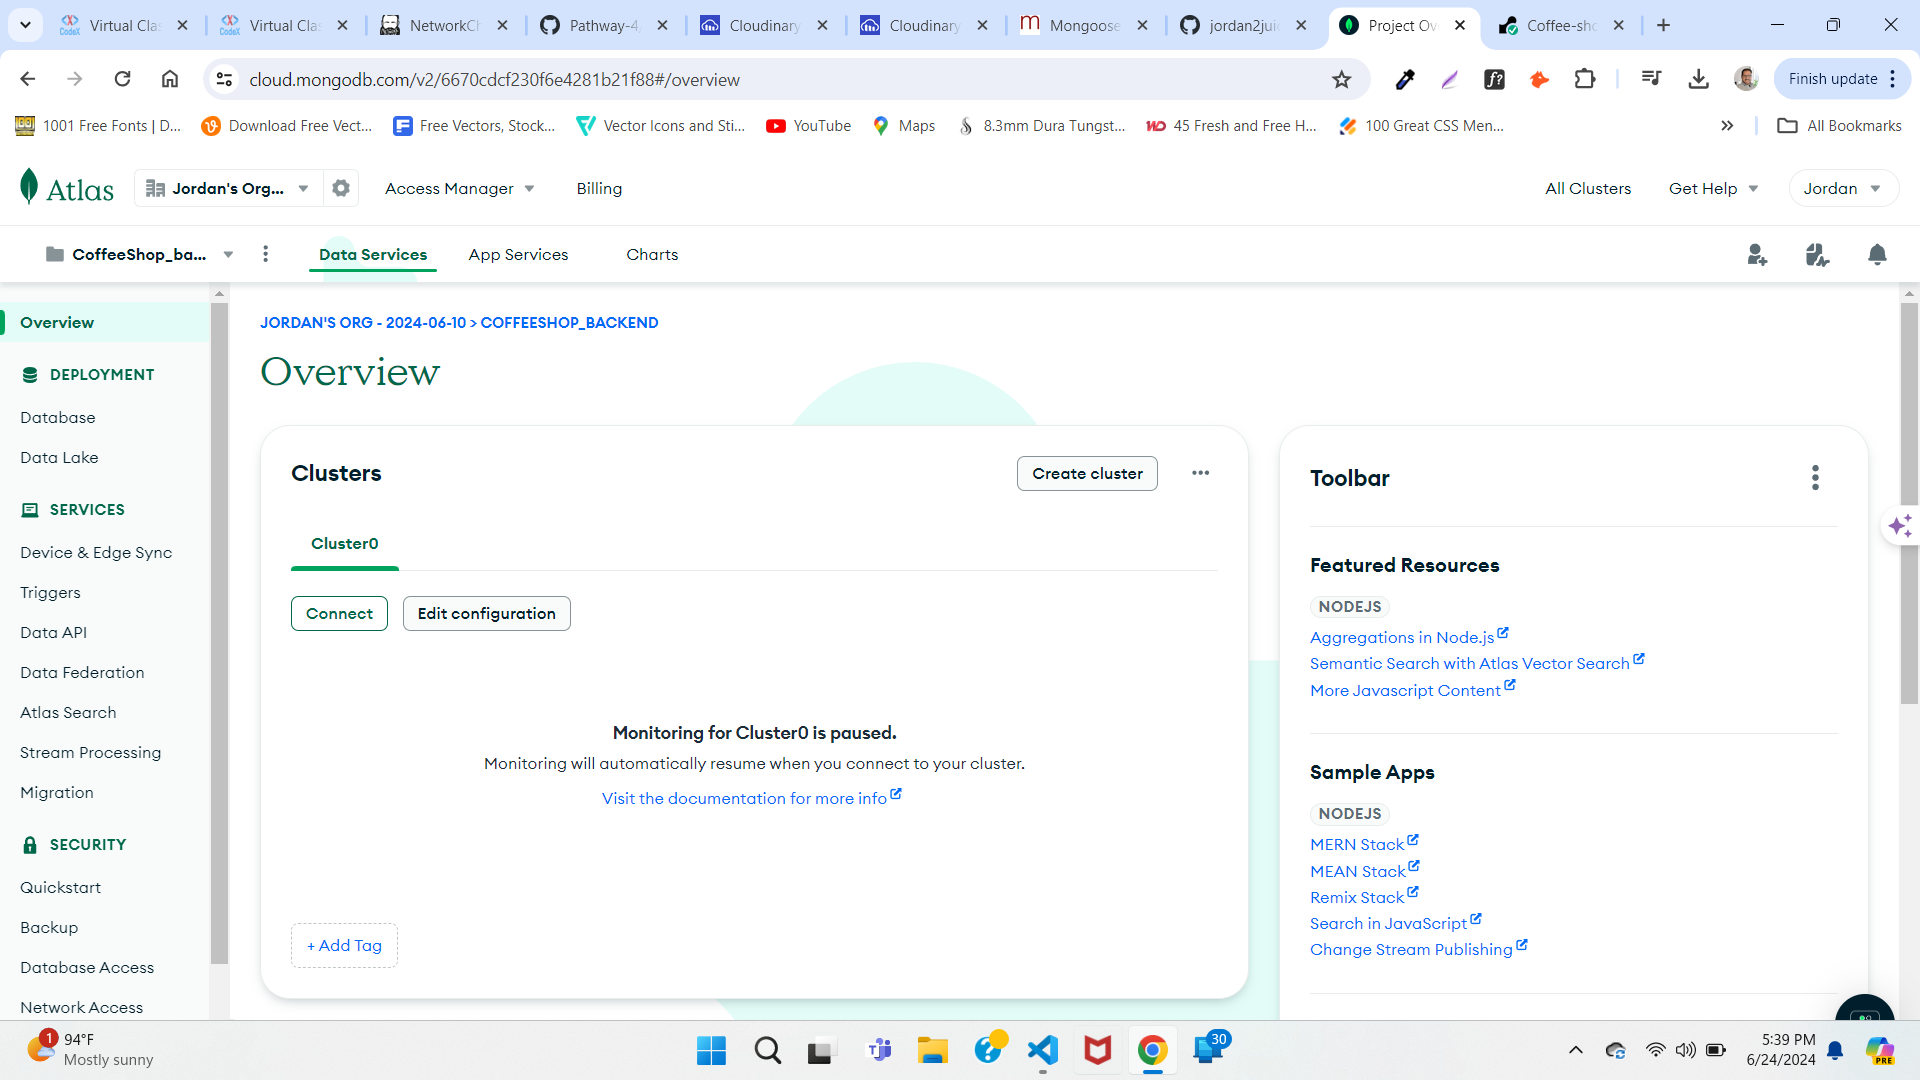 Virtual Cla
Virtual Cla
NetworkCh
Pathway-4/
Cloudinary
Cloudinary
Mongoose
jordan2juic
Project Ov
Coffee-sho
cloud.mongodb.com/v2/6670cdcf230f6e4281b21f88#/overview
Finish update
1001 Free Fonts | D...
Download Free Vect...
Free Vectors, Stock...
Vector Icons and Sti...
YouTube
Maps
8.3mm Dura Tungst...
45 Fresh and Free H...
100 Great CSS Men...
All Bookmarks
Atlas
Jordan's Org...
Access Manager
Billing
All Clusters
Get Help
Jordan
CoffeeShop_ba...
Data Services
App Services
Charts
Overview
DEPLOYMENT
Database
Data Lake
SERVICES
Device & Edge Sync
Triggers
Data API
Data Federation
Atlas Search
Stream Processing
Migration
SECURITY
Quickstart
Backup
Database Access
Network Access
JORDAN'S ORG - 2024-06-10 > COFFEESHOP_BACKEND
Overview
Clusters
Create cluster
Cluster0
Connect
Edit configuration
Monitoring for Cluster0 is paused.
Monitoring will automatically resume when you connect to your cluster.
Visit the documentation for more info
+ Add Tag
Toolbar
Featured Resources
NODEJS
Aggregations in Node.js
Semantic Search with Atlas Vector Search
More Javascript Content
Sample Apps
NODEJS
MERN Stack
MEAN Stack
Remix Stack
Search in JavaScript
Change Stream Publishing
1
94°F
Mostly sunny
30
5:39 PM
6/24/2024
PRE